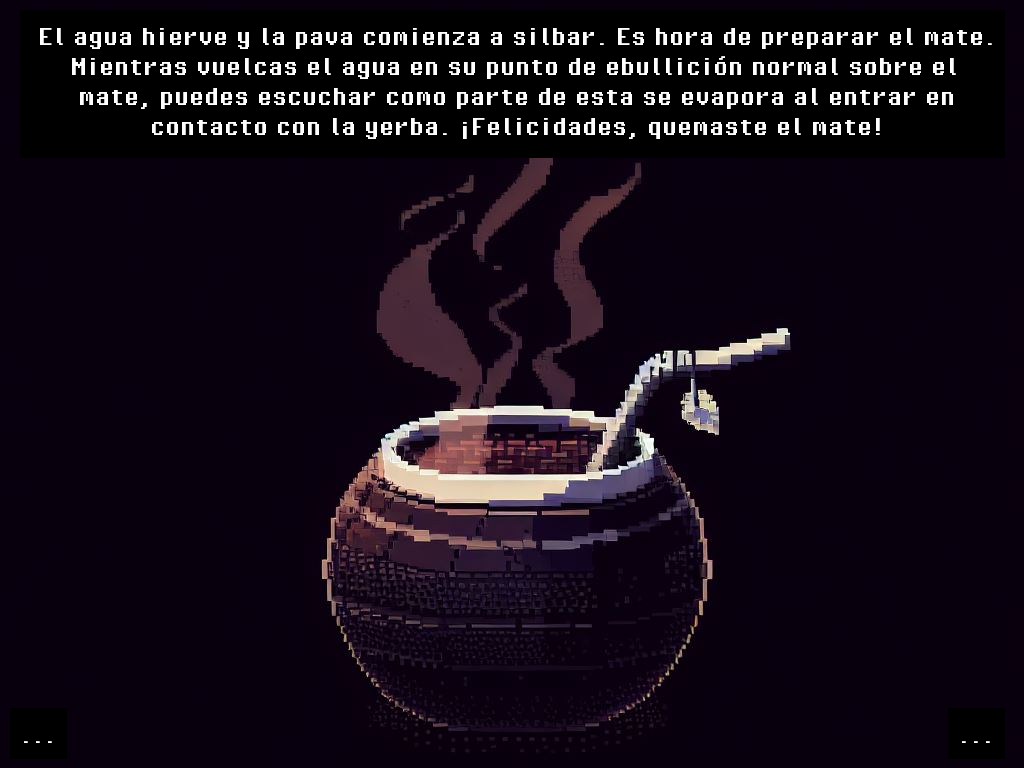 El agua hierve y la pava comienza a silbar. Es hora de preparar el mate.
Mientras vuelcas el agua en su punto de ebullición normal sobre el
mate, puedes escuchar como parte de esta se evapora al entrar en
contacto con la yerba. ¡Felicidades, quemaste el mate!
... ...